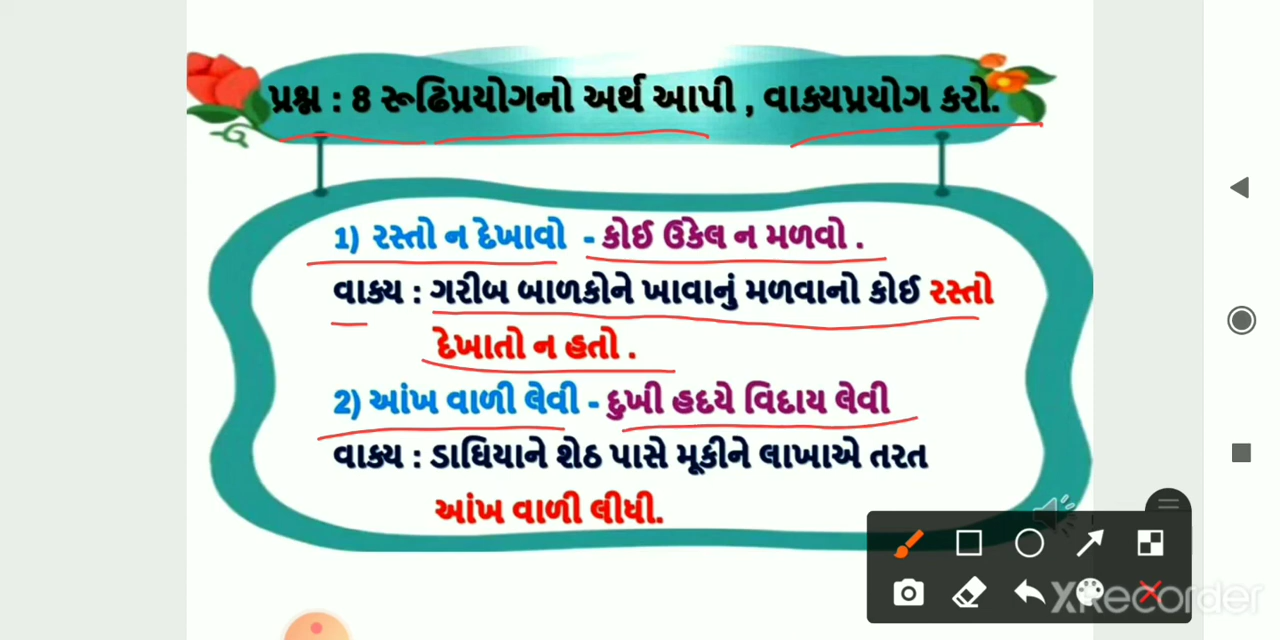 પ્રશ્ન : 8 રૂઢિપ્રયોગનો અર્થ આપી , વાક્યપ્રયોગ કરો.
1) રસ્તો ન દેખાવો - કોઈ ઉકેલ ન મળવો .
વાક્ય : ગરીબ બાળકોને ખાવાનું મળવાનો કોઈ રસ્તો
દેખાતો ન હતો .
2) આંખ વાળી લેવી - દુખી હદયે વિદાય લેવી
વાક્ય : ડાઘિયાને શેઠ પાસે મૂકીને લાખાએ તરત
આંખ વાળી લીધી.
XRecorder